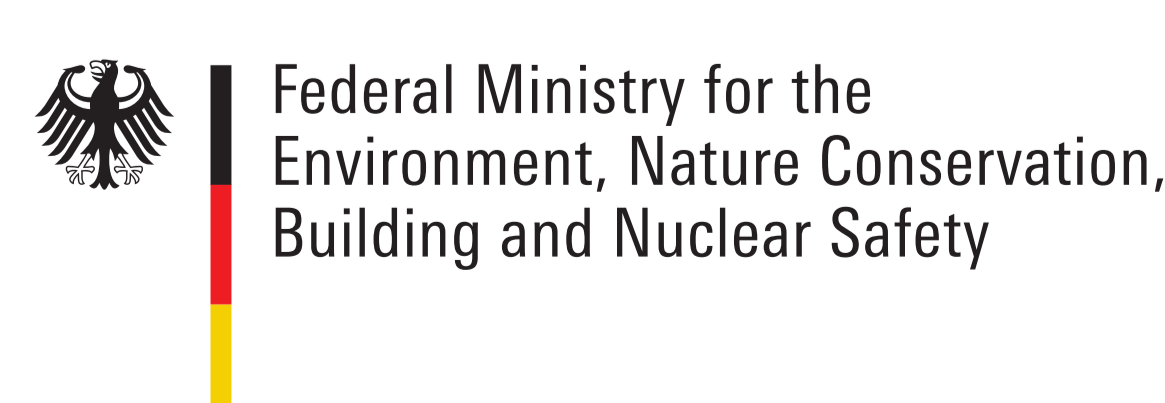 Federal Ministry for the
Environment, Nature Conservation,
Building and Nuclear Safety